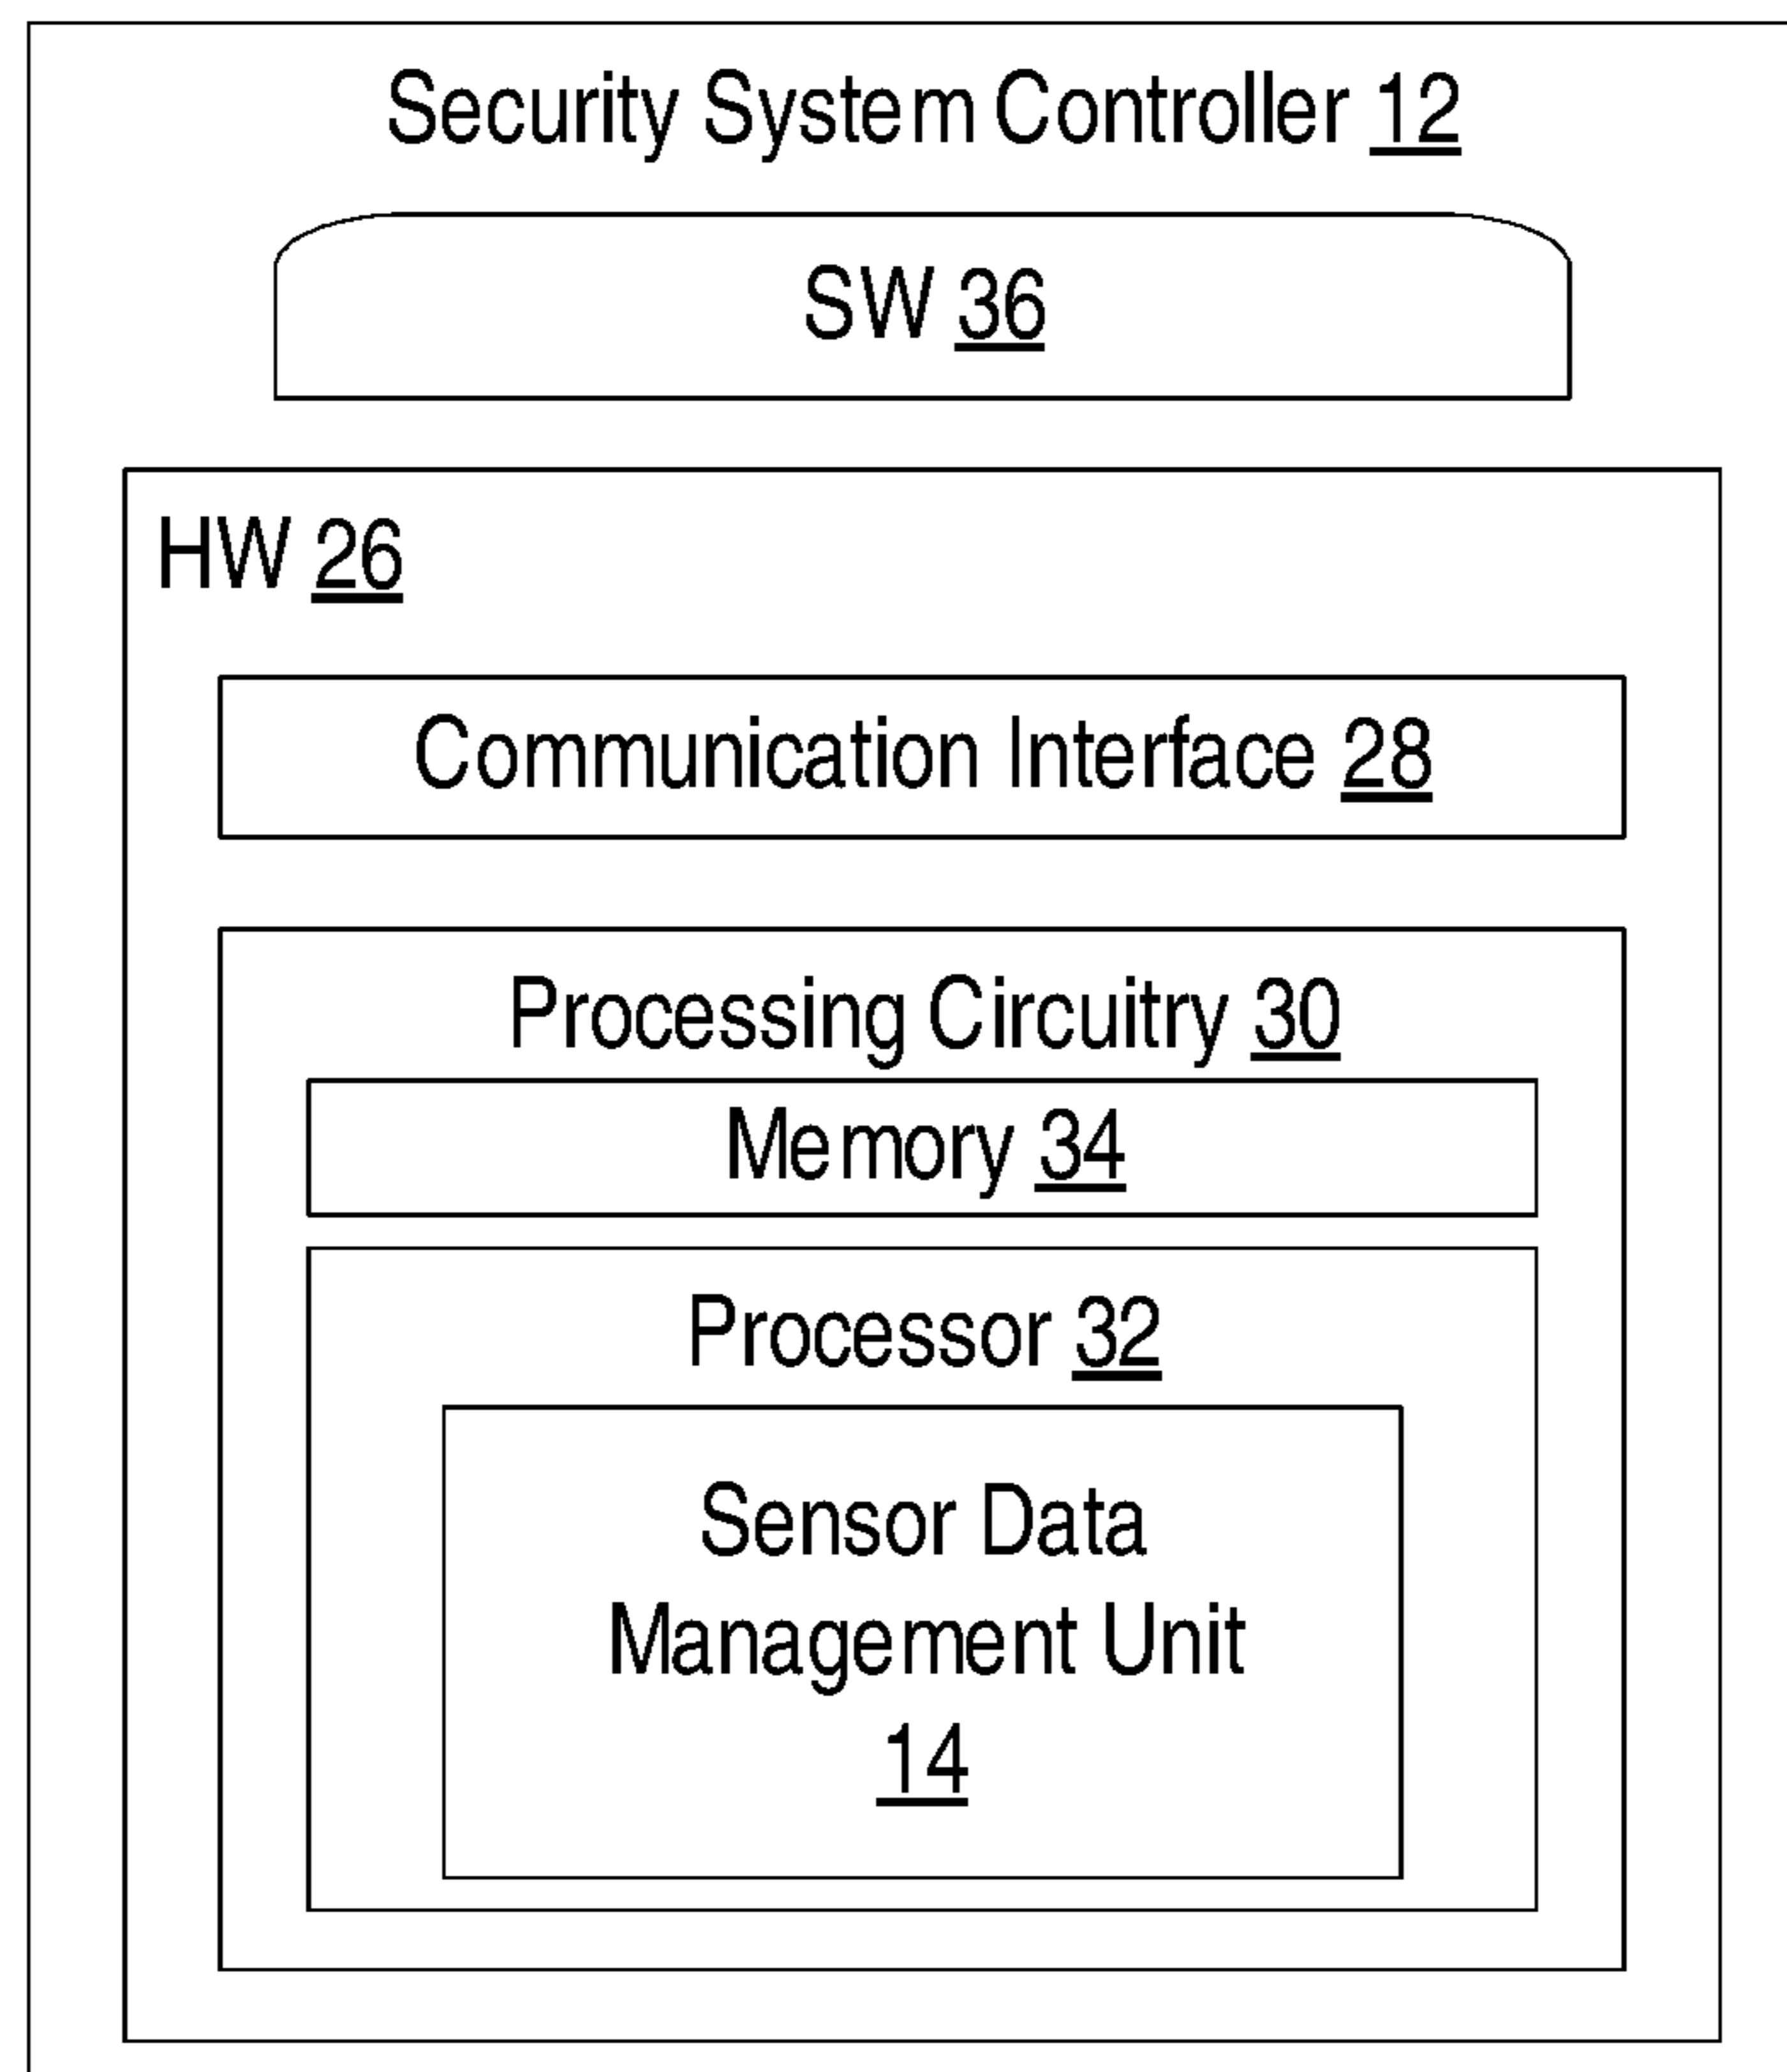 Security System Controller 12
SW 36
HW 26
Communication Interface 28
Processing Circuitry 30
Memory 34
Processor 32
Sensor Data
Management Unit
14